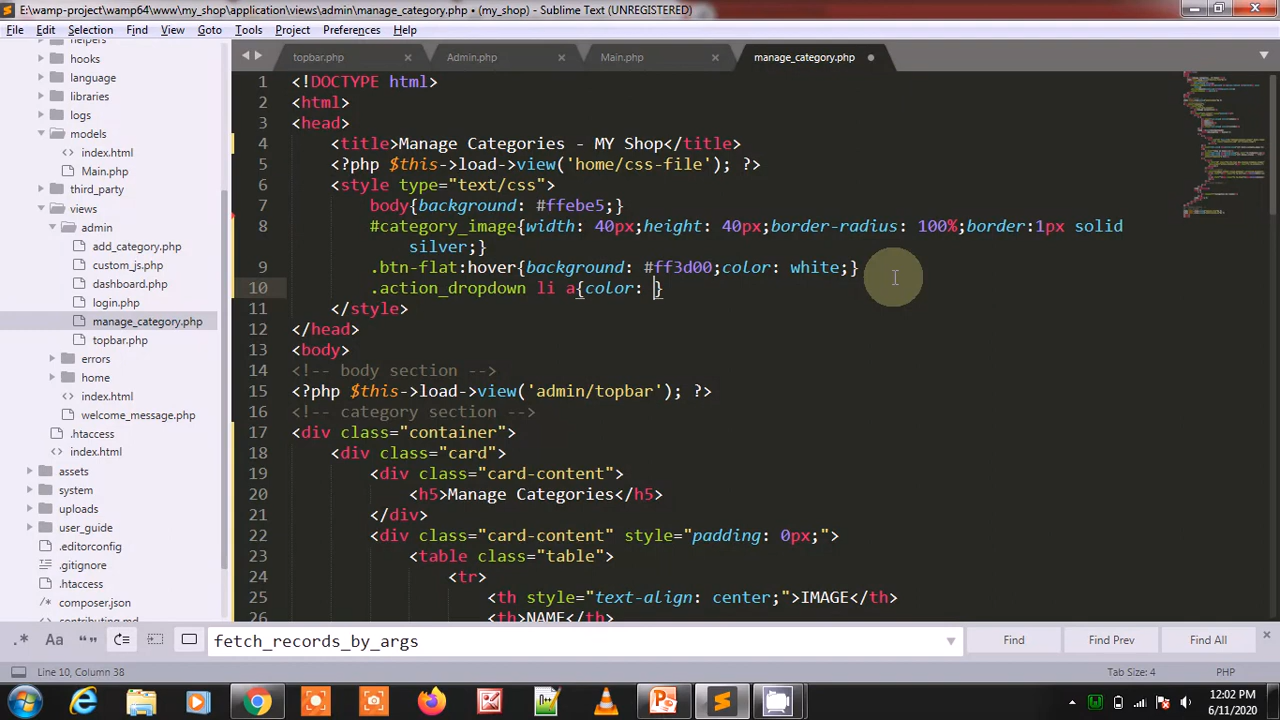 E:\wamp-project\wamp64\www\my_shop\application\views\admin\manage_category.php • (my_shop) - Sublime Text (UNREGISTERED)
File Edit Selection Find View Goto Tools Project Preferences Help
topbar.php Admin.php Main.php manage_category.php
helpers
hooks
language
libraries
logs
models
index.html
Main.php
third_party
views
admin
add_category.php
custom_js.php
index.php
login.php
manage_category.php
topbar.php
errors
home
index.html
welcome_message.php
.htaccess
index.html
assets
system
uploads
user_guide
.editorconfig
.gitignore
.htaccess
composer.json
contributing.md
1 <!DOCTYPE html>
2 <html>
3 <head>
4 <title>Manage Categories - MY Shop</title>
5 <?php $this->load->view('home/css-file'); ?>
6 <style type="text/css">
7 body{background: #ffebe5;}
8 #category_image{width: 40px;height: 40px;border-radius: 100%;border:1px solid
silver;}
9 .btn-flat:hover{background: #ff3d00;color: white;}
10 .action_dropdown li a{color: }
11 </style>
12 </head>
13 <body>
14 <!-- body section -->
15 <?php $this->load->view('admin/topbar'); ?>
16 <!-- category section -->
17 <div class="container">
18 <div class="card">
19 <div class="card-content">
20 <h5>Manage Categories</h5>
21 </div>
22 <div class="card-content" style="padding: 0px;">
23 <table class="table">
24 <tr>
25 <th style="text-align: center;">IMAGE</th>
26 <th>NAME</th>
.* Aa “ ” fetch_records_by_args Find Find Prev Find All
Line 10, Column 38 Tab Size: 4 PHP
12:02 PM
6/11/2020